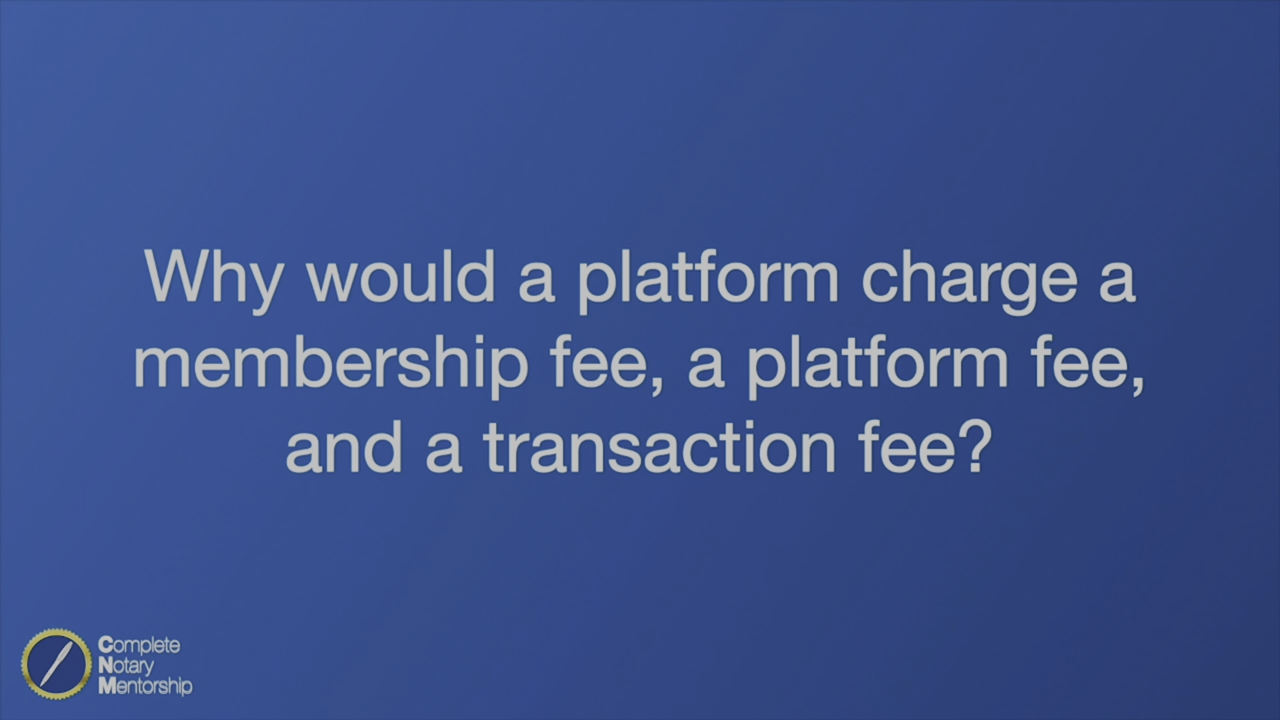 Why would a platform charge a
membership fee, a platform fee,
and a transaction fee?
Complete
Notary
Mentorship